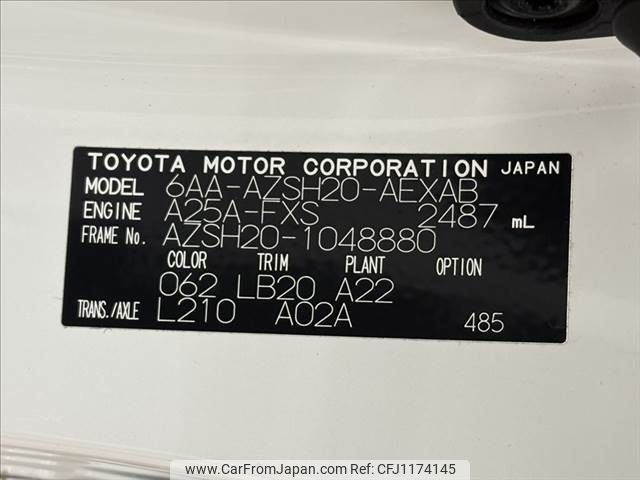 TOYOTA MOTOR CORPORATION JAPAN
MODEL 6AA-AZSH20-AEXAB
ENGINE A25A-FXS 2487 mL
FRAME No. AZSH20-1048880
COLOR TRIM PLANT OPTION
062 LB20 A22
TRANS./AXLE L210 A02A 485
www.CarFromJapan.com CFJ1174145